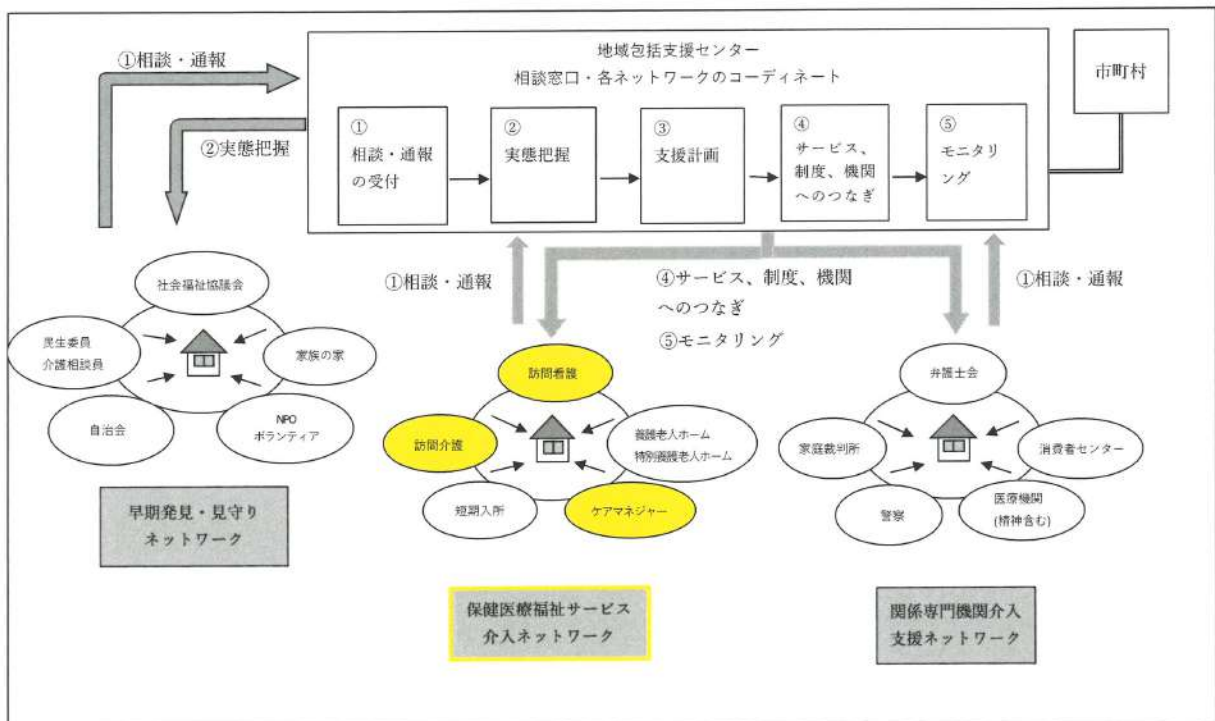 ①相談・通報
②実態把握
地域包括支援センター
相談窓口・各ネットワークのコーディネート
①
相談・通報
の受付
②
実態把握
③
支援計画
④
サービス、
制度、機関
へのつなぎ
⑤
モニタリ
ング
市町村
①相談・通報
④サービス、制度、機関
へのつなぎ
⑤モニタリング
①相談・通報
社会福祉協議会
民生委員
介護相談員
家族の家
自治会
NPO
ボランティア
早期発見・見守り
ネットワーク
訪問看護
訪問介護
養護老人ホーム
特別養護老人ホーム
短期入所
ケアマネジャー
保健医療福祉サービス
介入ネットワーク
弁護士会
家庭裁判所
消費者センター
警察
医療機関
(精神含む)
関係専門機関介入
支援ネットワーク